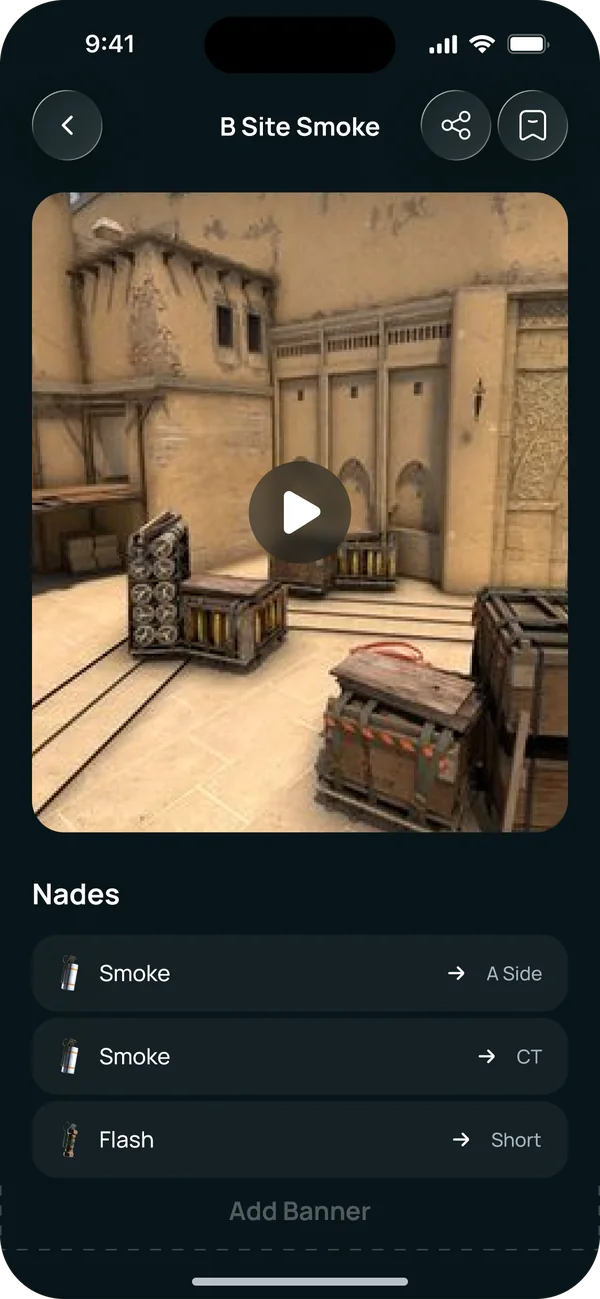 9:41
B Site Smoke
Nades
Smoke → A Side
Smoke → CT
Flash → Short
Add Banner